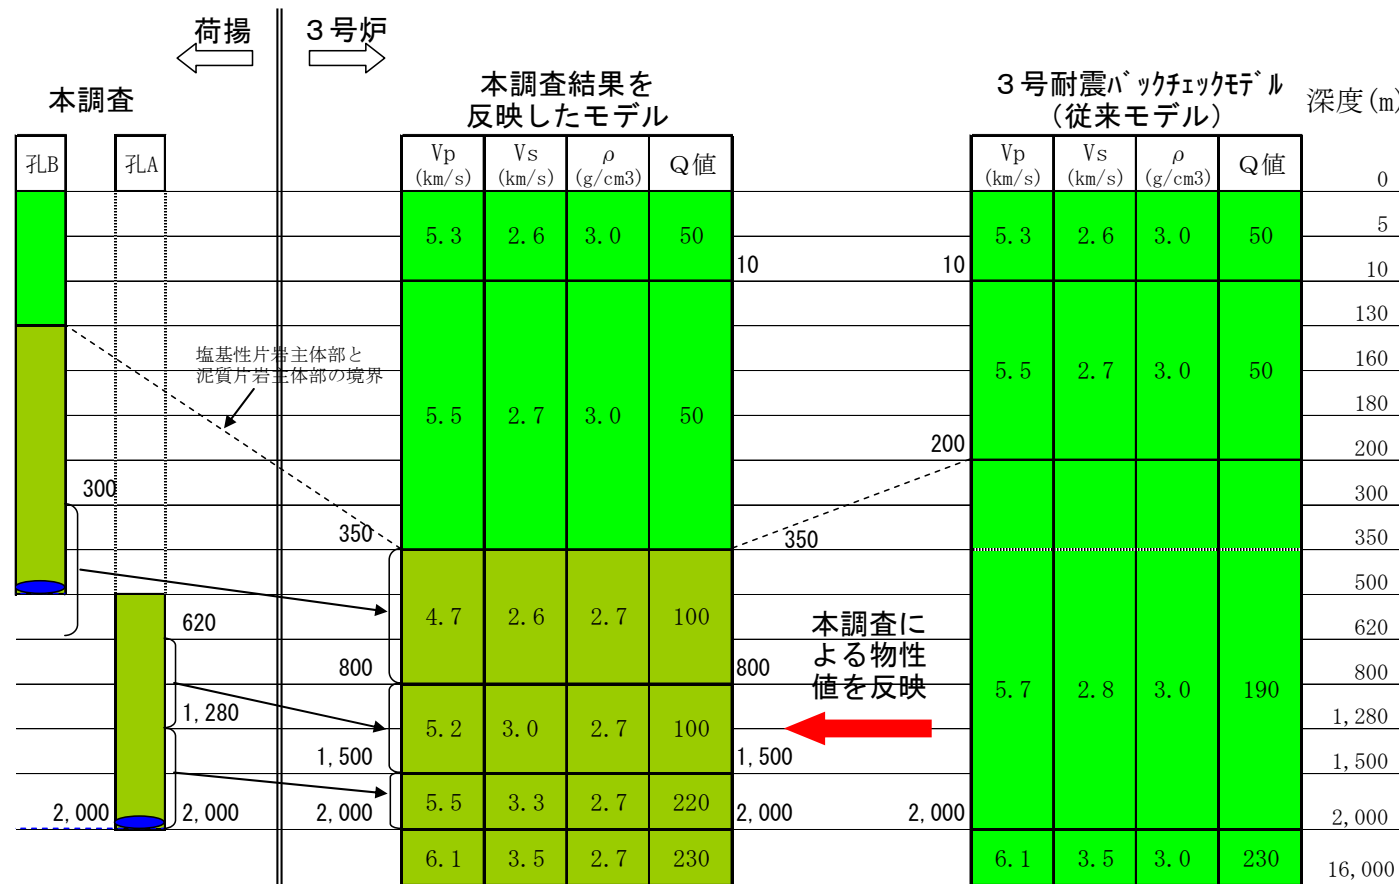 荷揚
３号炉
本調査
本調査結果を
反映したモデル
３号耐震ﾊﾞｯｸﾁｪｯｸﾓﾃﾞﾙ
(従来モデル)
深度(m)
孔B
孔A
Vp
(km/s)
Vs
(km/s)
ρ
(g/cm3)
Q値
Vp
(km/s)
Vs
(km/s)
ρ
(g/cm3)
Q値
0
5.3 2.6 3.0 50
5.3 2.6 3.0 50
5
10
10
10
130
塩基性片岩主体部と
泥質片岩主体部の境界
160
5.5 2.7 3.0 50
5.5 2.7 3.0 50
180
200
200
300
300
350
350
350
500
4.7 2.6 2.7 100
620
620
本調査に
よる物性
値を反映
800
800
800
5.7 2.8 3.0 190
1,280
1,280
5.2 3.0 2.7 100
1,500
1,500
1,500
5.5 3.3 2.7 220
2,000
2,000
2,000
2,000
2,000
2,000
6.1 3.5 2.7 230
6.1 3.5 3.0 230
16,000